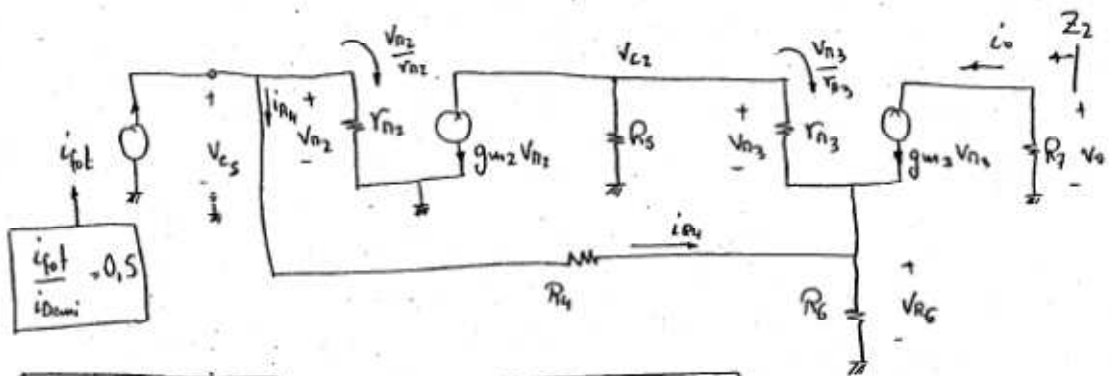 Vπ2/rπ2
Vc2
Vπ3/rπ3
io
Z2
ifot
+ Vc5 -
iR4
+ Vπ2 -
rπ2
gm2 Vπ2
R5
+ Vπ3 -
rπ3
gm3 Vπ3
R7
+ Vo -
ifot/iDemi = 0,5
R4
iR4
R6
+ VR6 -